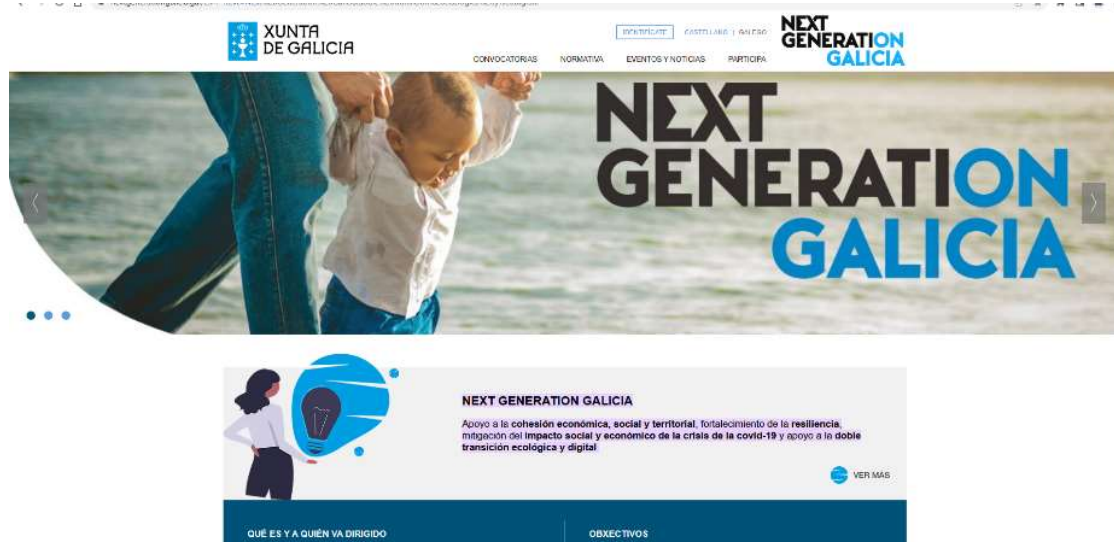 XUNTA
DE GALICIA
IDENTIFÍCATE CASTELLANO | GALEGO
NEXT
GENERATION
GALICIA
CONVOCATORIAS NORMATIVA EVENTOS Y NOTICIAS PARTICIPA
NEXT
GENERATION
GALICIA
NEXT GENERATION GALICIA
Apoyo a la cohesión económica, social y territorial, fortalecimiento de la resiliencia,
mitigación del impacto social y económico de la crisis de la covid-19 y apoyo a la doble
transición ecológica y digital
VER MÁS
QUÉ ES Y A QUIÉN VA DIRIGIDO
OBXECTIVOS